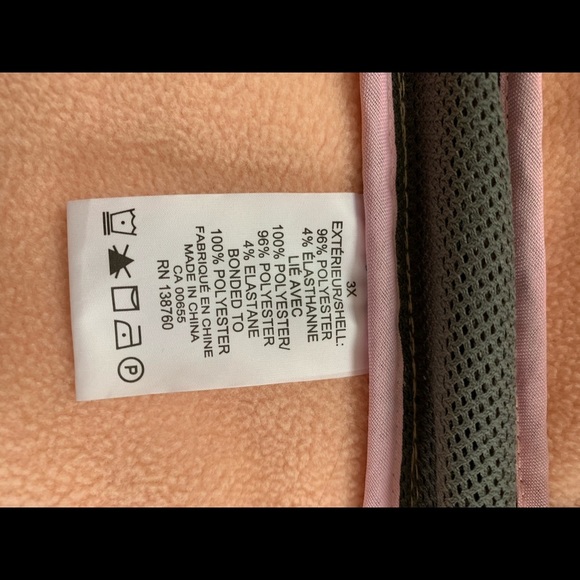 3X
EXTÉRIEUR/SHELL:
96% POLYESTER
4% ÉLASTHANNE
LIÉ AVEC
100% POLYESTER/
96% POLYESTER
4% ELASTANE
BONDED TO
100% POLYESTER
FABRIQUÉ EN CHINE
MADE IN CHINA
CA 00655
RN 138760
P